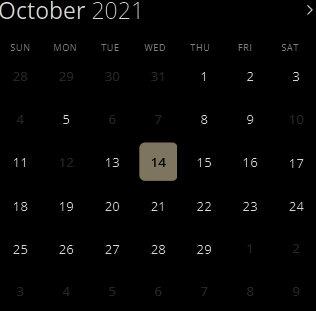 October 2021
SUN MON TUE WED THU FRI SAT
28 29 30 31 1 2 3
4 5 6 7 8 9 10
11 12 13 14 15 16 17
18 19 20 21 22 23 24
25 26 27 28 29 1 2
3 4 5 6 7 8 9